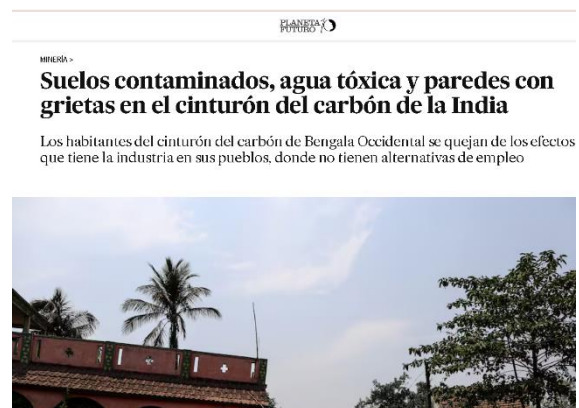 PLANETA
FUTURO
MINERÍA >
Suelos contaminados, agua tóxica y paredes con
grietas en el cinturón del carbón de la India
Los habitantes del cinturón del carbón de Bengala Occidental se quejan de los efectos
que tiene la industria en sus pueblos, donde no tienen alternativas de empleo